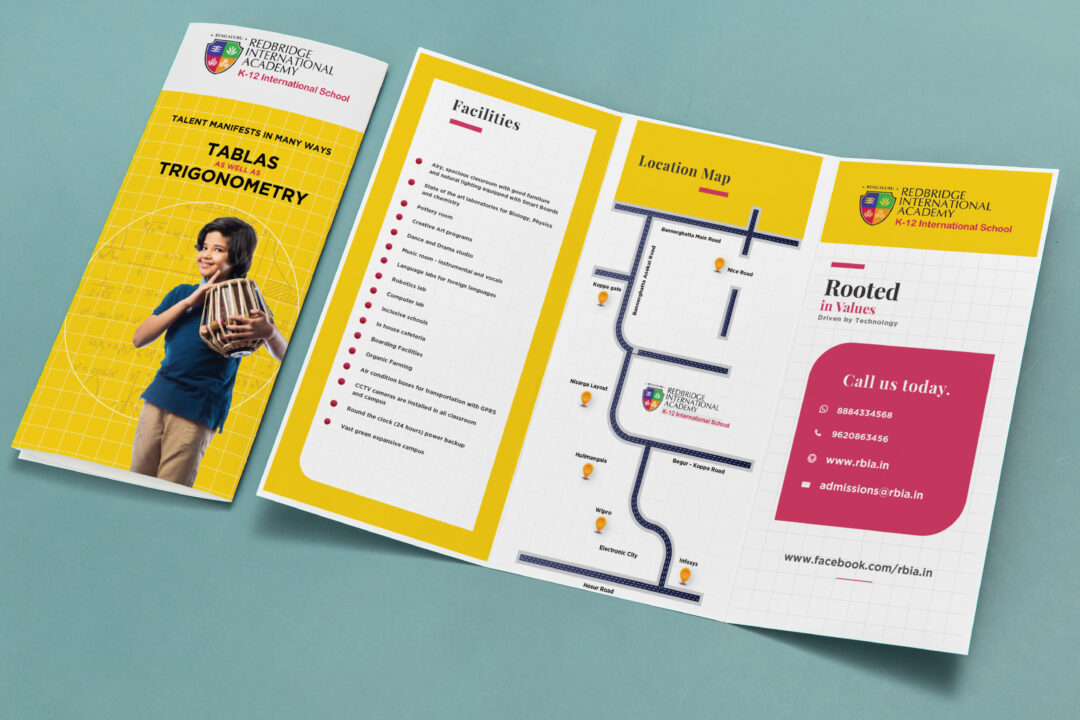 BENGALURU
REDBRIDGE
INTERNATIONAL
ACADEMY
K-12 International School
TALENT MANIFESTS IN MANY WAYS
TABLAS
AS WELL AS
TRIGONOMETRY
Facilities
Airy, spacious classroom with good furniture
and natural lighting equipped with Smart Boards
State of the art laboratories for Biology, Physics
and chemistry
Pottery room
Creative Art programs
Dance and Drama studio
Music room - instrumental and vocals
Language labs for foreign languages
Robotics lab
Computer lab
Inclusive schools
In house cafeteria
Boarding Facilities
Organic Farming
Air condition buses for transportation with GPRS
CCTV cameras are installed in all classroom
and campus
Round the clock (24 hours) power backup
Vast green expansive campus
Location Map
Bannerghatta Main Road
Bannerghatta Anekal Road
Nice Road
Koppa gate
Nisarga Layout
BENGALURU
REDBRIDGE
INTERNATIONAL
ACADEMY
K-12 International School
Begur - Koppa Road
Hulimangala
Wipro
Electronic City
Infosys
Hosur Road
BENGALURU
REDBRIDGE
INTERNATIONAL
ACADEMY
K-12 International School
Rooted
in Values
Driven by Technology
Call us today.
8884334568
9620863456
www.rbia.in
admissions@rbia.in
www.facebook.com/rbia.in